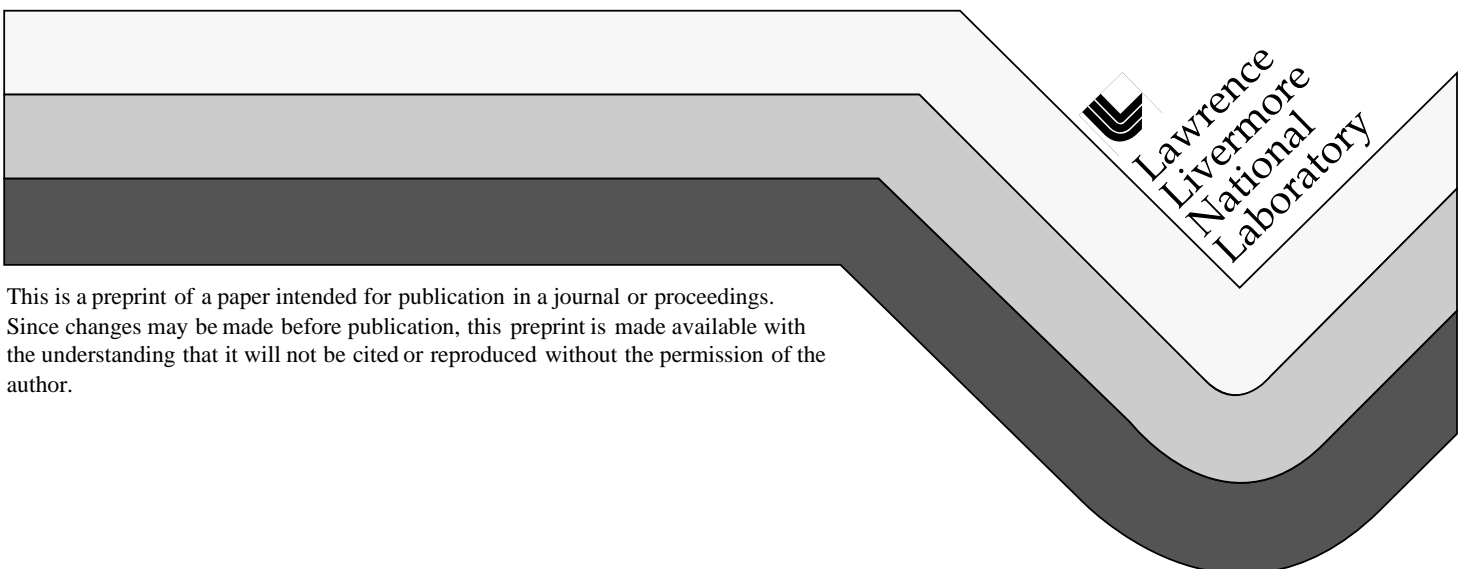 Lawrence
Livermore
National
Laboratory
This is a preprint of a paper intended for publication in a journal or proceedings.
Since changes may be made before publication, this preprint is made available with
the understanding that it will not be cited or reproduced without the permission of the
author.